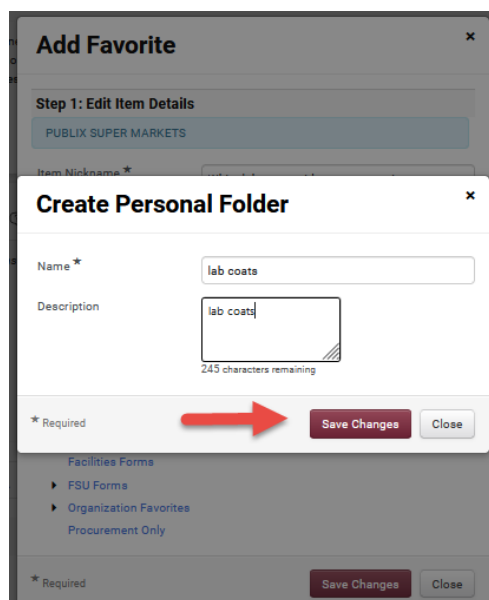 Add Favorite
×
Step 1: Edit Item Details
PUBLIX SUPER MARKETS
Item Nickname *
Create Personal Folder
×
Name *
lab coats
Description
lab coats
245 characters remaining
* Required
Save Changes
Close
Facilities Forms
FSU Forms
Organization Favorites
Procurement Only
* Required
Save Changes
Close